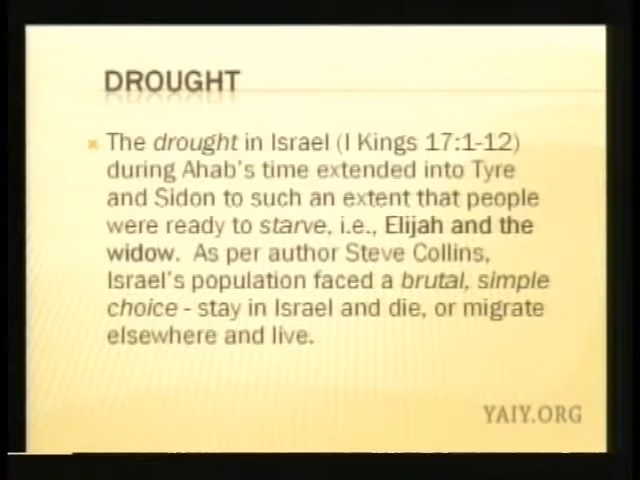 DROUGHT
The drought in Israel (I Kings 17:1-12)
during Ahab's time extended into Tyre
and Sidon to such an extent that people
were ready to starve, i.e., Elijah and the
widow. As per author Steve Collins,
Israel's population faced a brutal, simple
choice - stay in Israel and die, or migrate
elsewhere and live.
YAIY.ORG